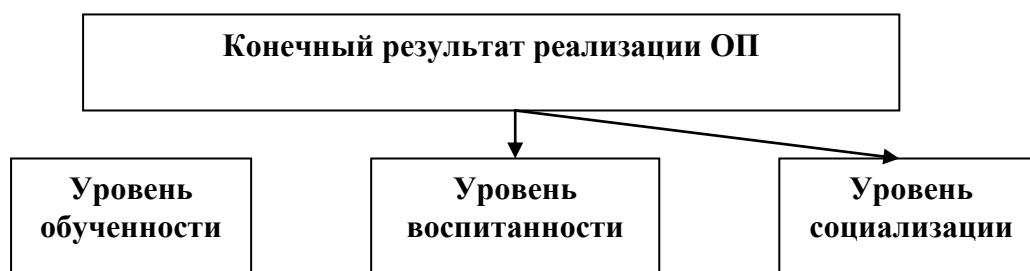 Конечный результат реализации ОП
Уровень
обученности
Уровень
воспитанности
Уровень
социализации